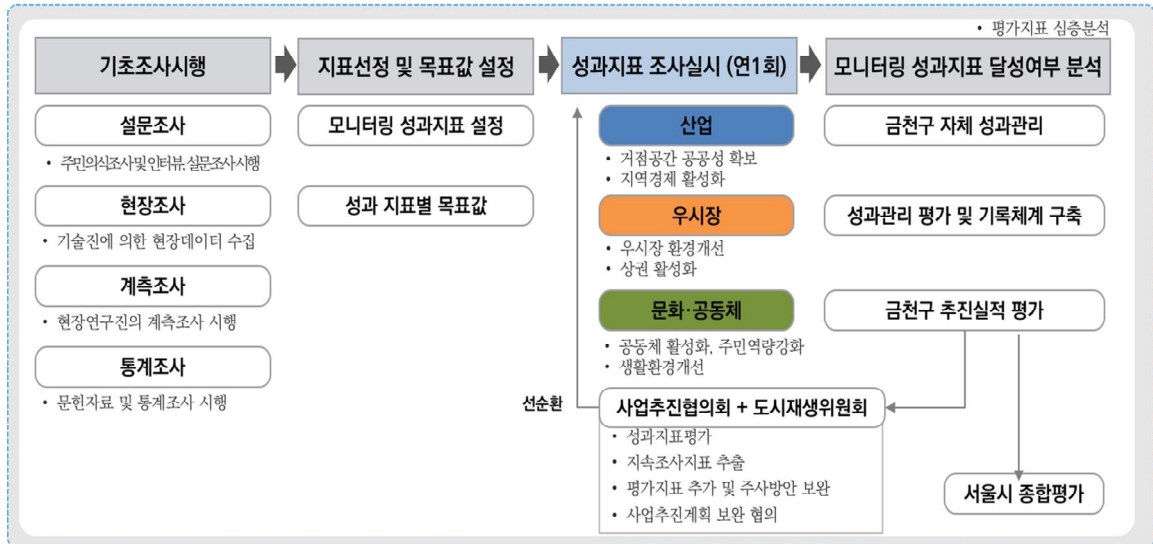 • 평가지표 심층분석
기초조사시행
지표선정 및 목표값 설정
성과지표 조사실시 (연1회)
모니터링 성과지표 달성여부 분석
설문조사
• 주민의식조사및인터뷰, 설문조사시행
현장조사
• 기술진에 의한 현장데이터 수집
계측조사
• 현장연구진의 계측조사 시행
통계조사
• 문헌자료 및 통계조사 시행
모니터링 성과지표 설정
성과 지표별 목표값
산업
• 거점공간 공공성 확보
• 지역경제 활성화
우시장
• 우시장 환경개선
• 상권 활성화
문화·공동체
• 공동체 활성화, 주민역량강화
• 생활환경개선
선순환
사업추진협의회 + 도시재생위원회
• 성과지표평가
• 지속조사지표 추출
• 평가지표 추가 및 주사방안 보완
• 사업추진계획 보완 협의
금천구 자체 성과관리
성과관리 평가 및 기록체계 구축
금천구 추진실적 평가
서울시 종합평가